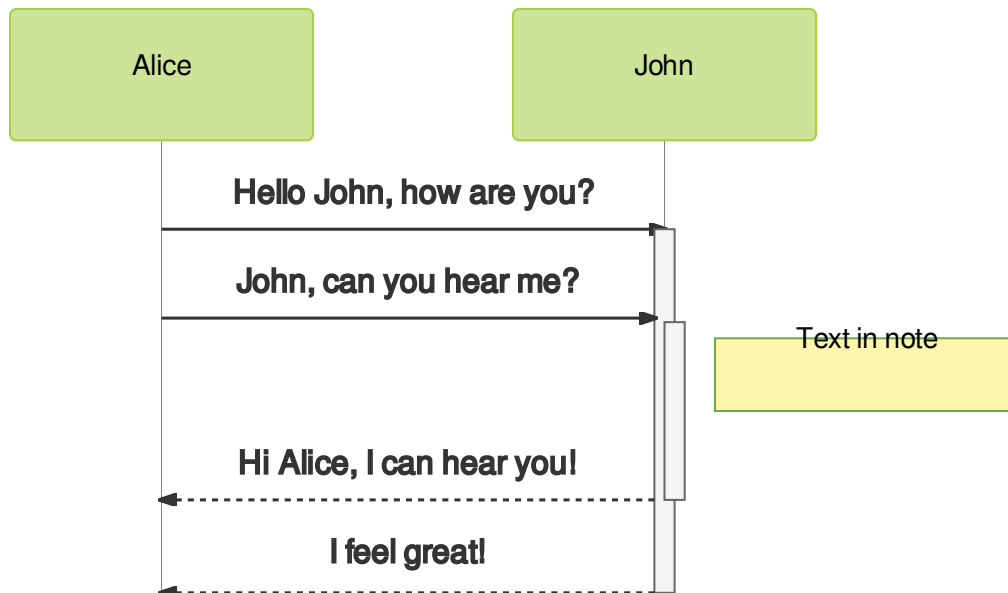 Alice
John
Hello John, how are you?
John, can you hear me?
Text in note
Hi Alice, I can hear you!
I feel great!